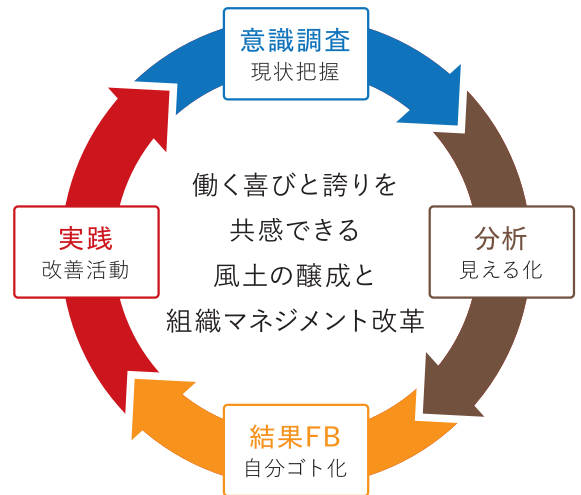 意識調査
現状把握
働く喜びと誇りを
共感できる
風土の醸成と
組織マネジメント改革
実践
改善活動
分析
見える化
結果FB
自分ゴト化